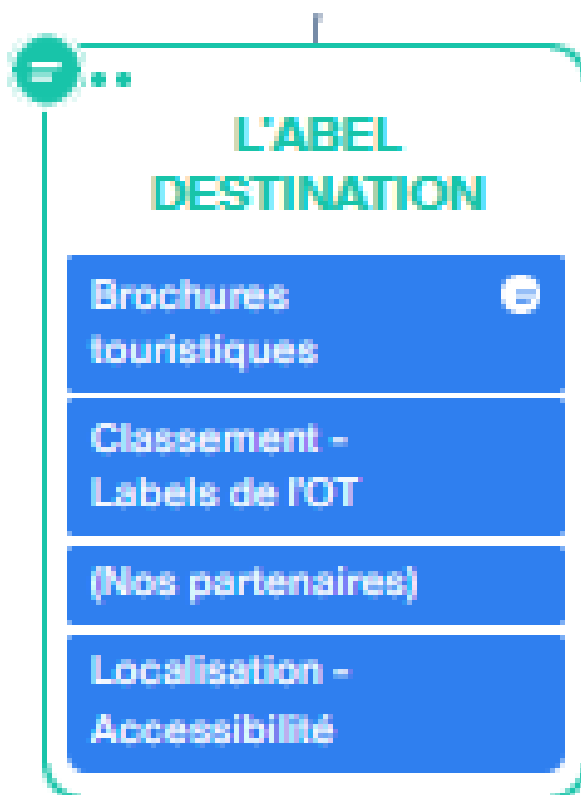 L'ABEL
DESTINATION
Brochures
touristiques
Classement -
Labels de l'OT
(Nos partenaires)
Localisation -
Accessibilité